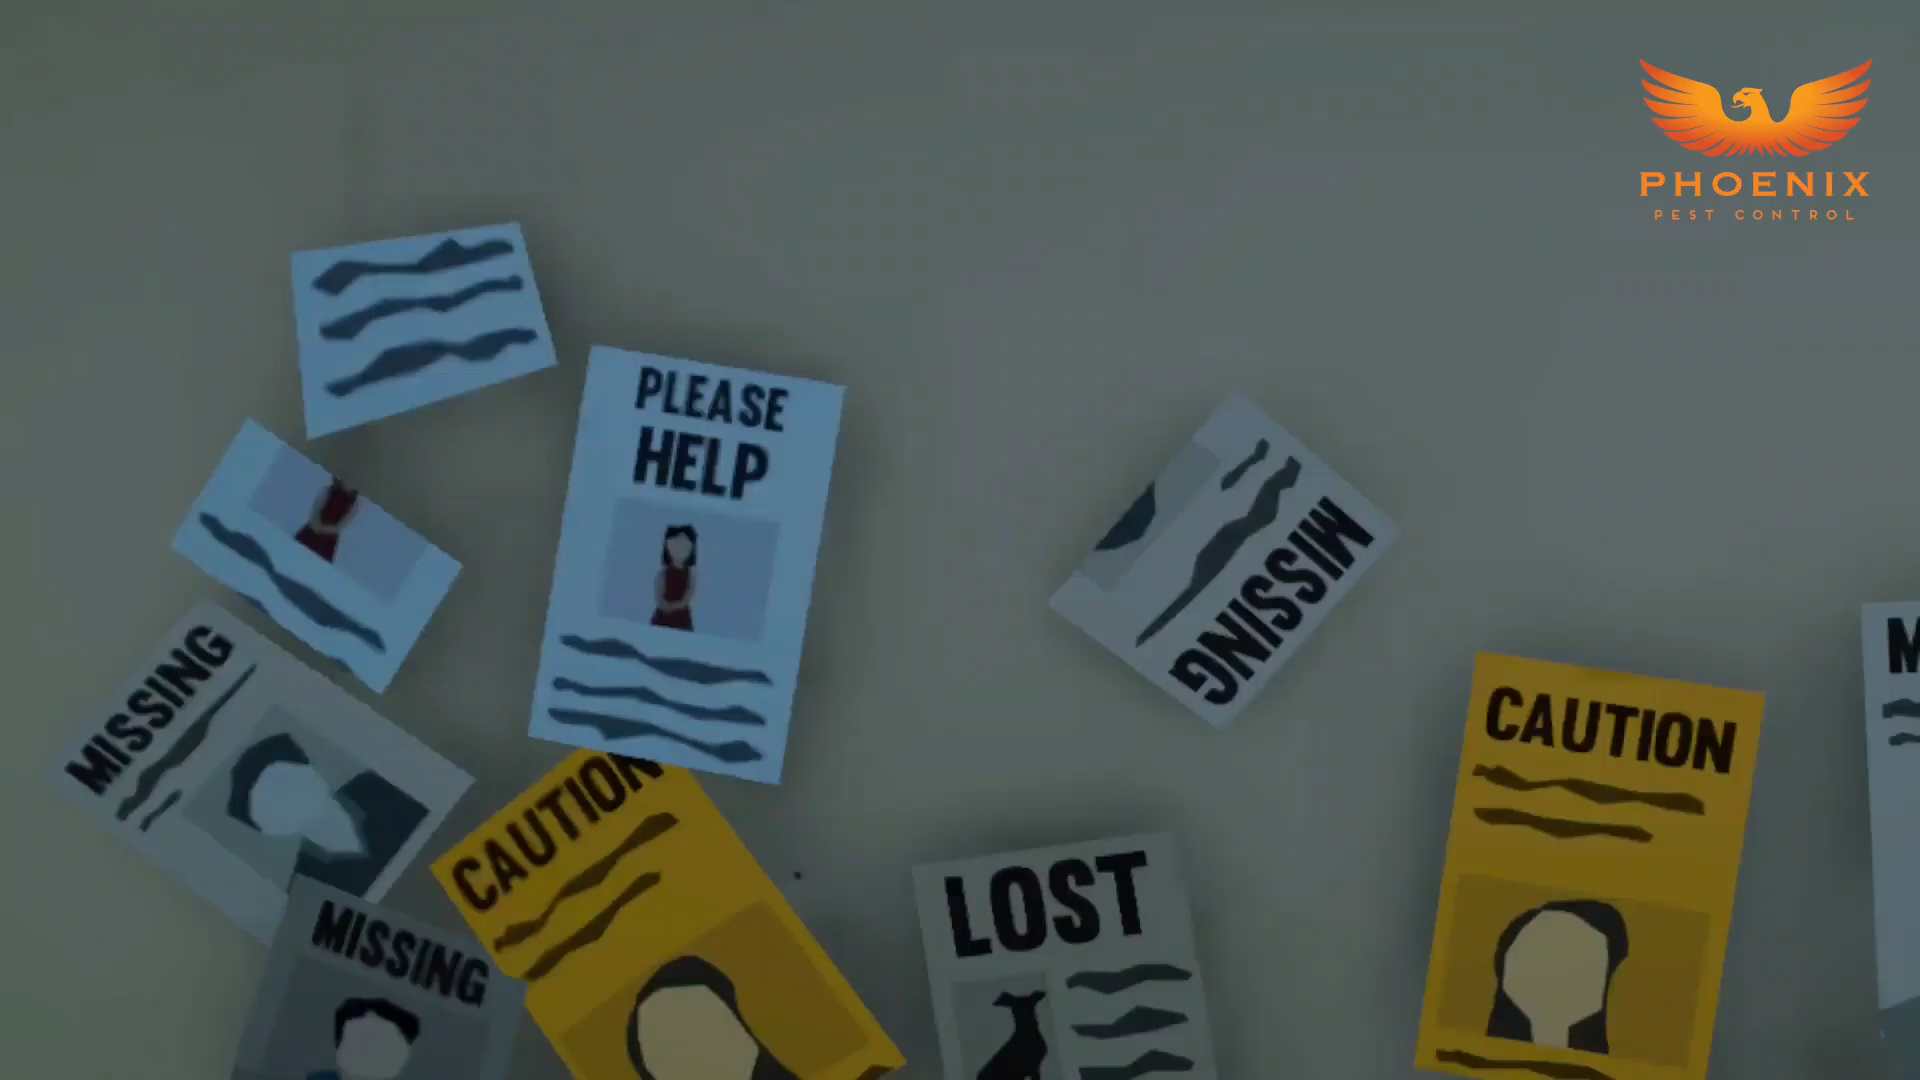 PHOENIX
PEST CONTROL
PLEASE
HELP
MISSING
MISSING
CAUTION
CAUTION
LOST
MISSING